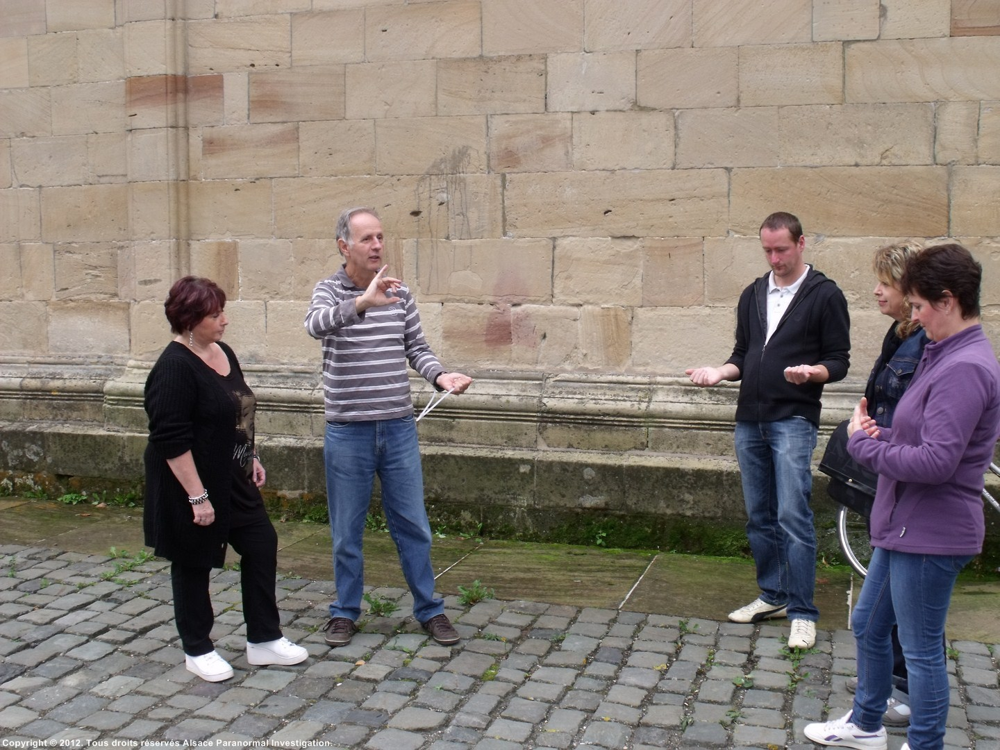 Copyright © 2012. Tous droits réservés Alsace Paranormal Investigation.